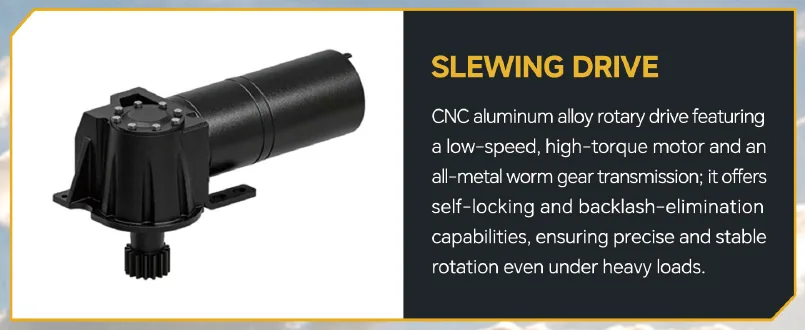 SLEWING DRIVE
CNC aluminum alloy rotary drive featuring
a low-speed, high-torque motor and an
all-metal worm gear transmission; it offers
self-locking and backlash-elimination
capabilities, ensuring precise and stable
rotation even under heavy loads.